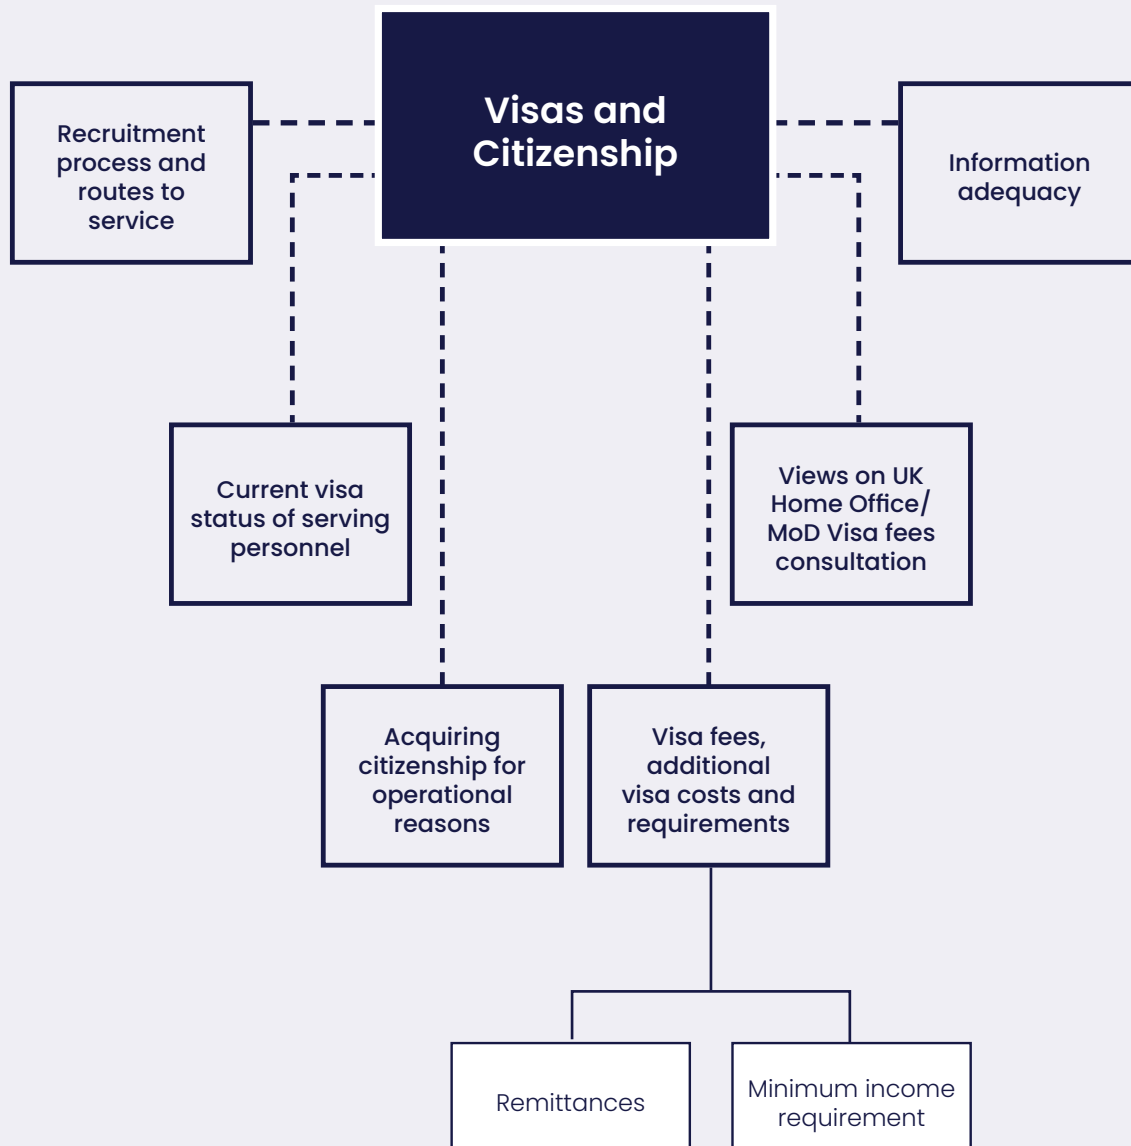 Visas and
Citizenship
Recruitment
process and
routes to
service
Information
adequacy
Current visa
status of serving
personnel
Views on UK
Home Office/
MoD Visa fees
consultation
Acquiring
citizenship for
operational
reasons
Visa fees,
additional
visa costs and
requirements
Remittances
Minimum income
requirement